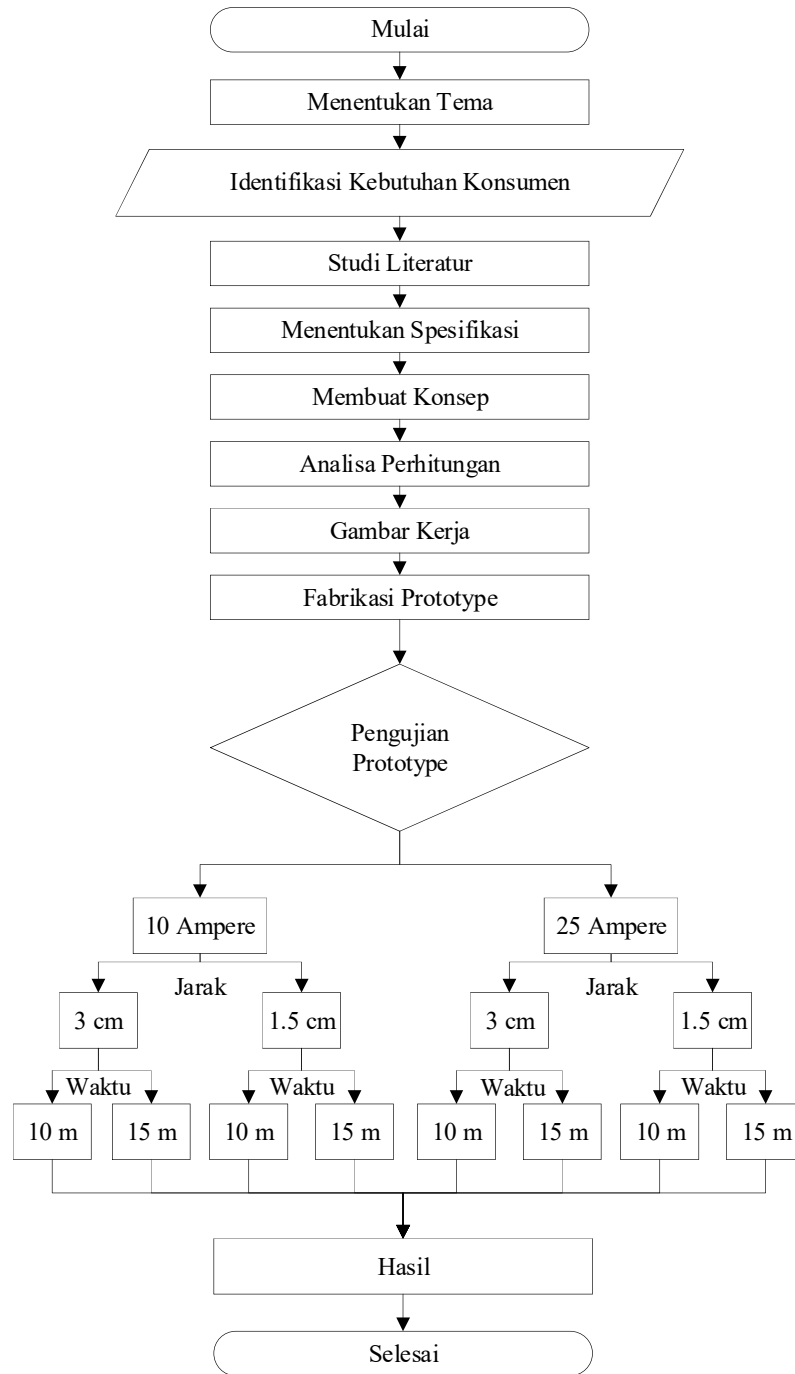 Mulai
Menentukan Tema
Identifikasi Kebutuhan Konsumen
Studi Literatur
Menentukan Spesifikasi
Membuat Konsep
Analisa Perhitungan
Gambar Kerja
Fabrikasi Prototype
Pengujian
Prototype
10 Ampere
25 Ampere
Jarak
Jarak
3 cm
1.5 cm
3 cm
1.5 cm
Waktu
Waktu
Waktu
Waktu
10 m
15 m
10 m
15 m
10 m
15 m
10 m
15 m
Hasil
Selesai